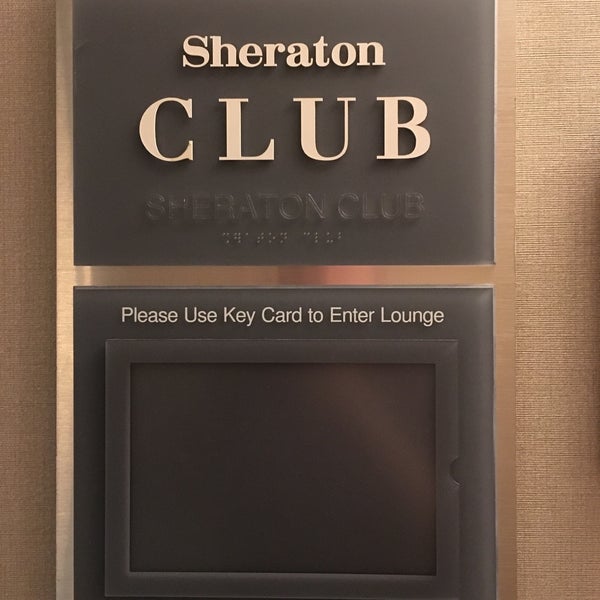 Sheraton
CLUB
SHERATON CLUB
Please Use Key Card to Enter Lounge